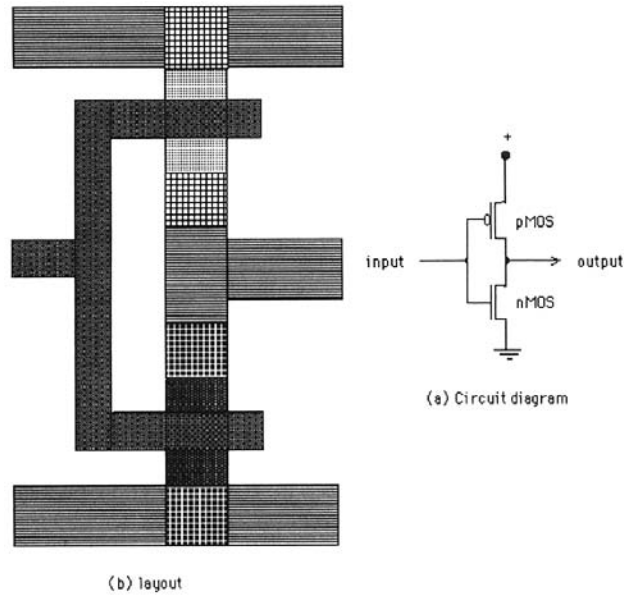 +
pMOS
input
output
nMOS
(a) Circuit diagram
(b) layout